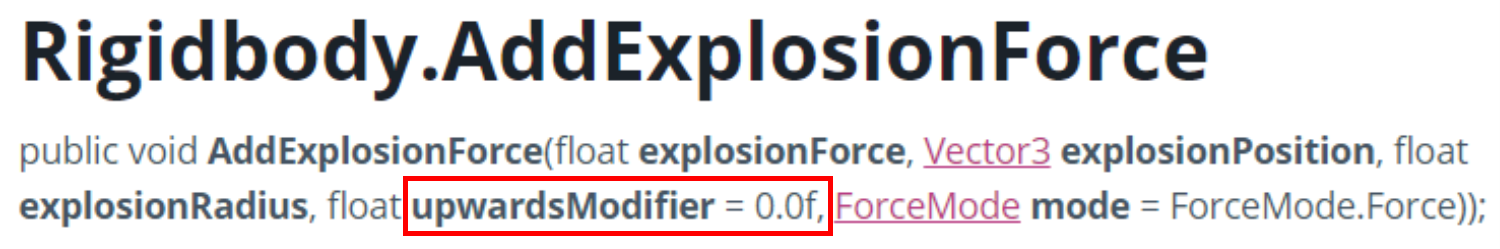 Rigidbody.AddExplosionForce
public void AddExplosionForce(float explosionForce, Vector3 explosionPosition, float
explosionRadius, float upwardsModifier = 0.0f, ForceMode mode = ForceMode.Force));